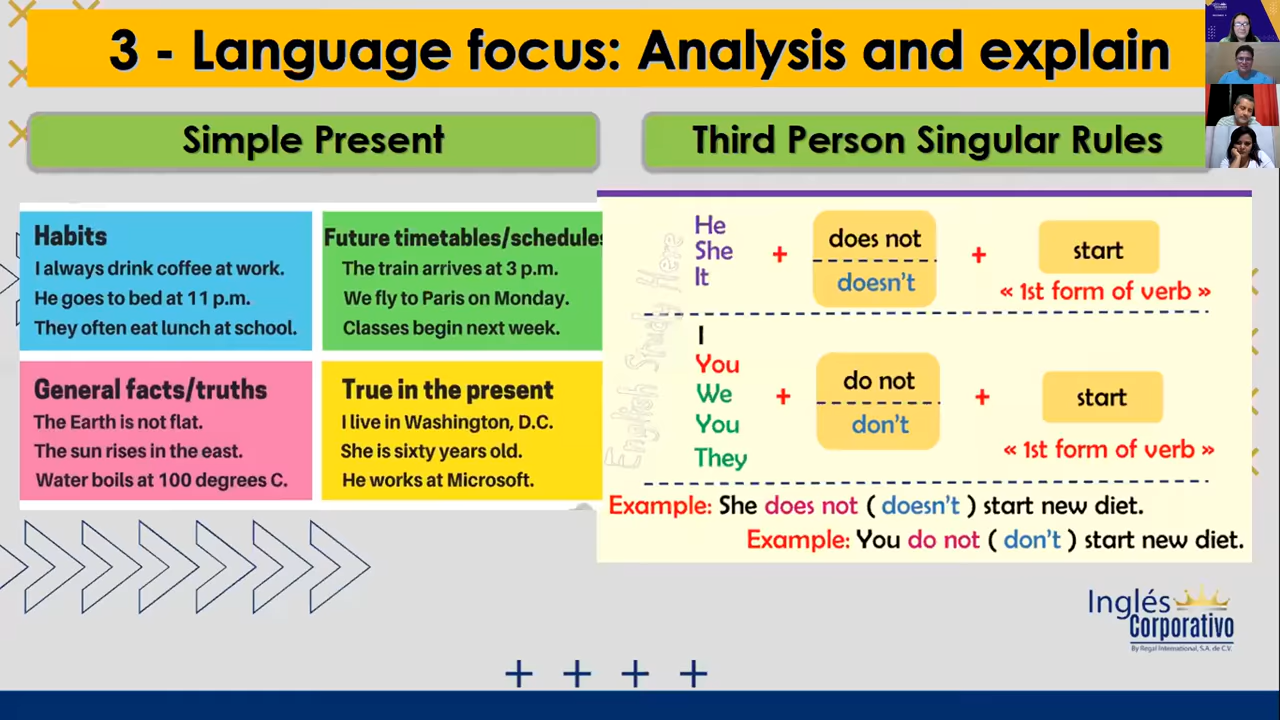 3 - Language focus: Analysis and explain
Simple Present
Third Person Singular Rules
Habits
I always drink coffee at work.
He goes to bed at 11 p.m.
They often eat lunch at school.
Future timetables/schedules
The train arrives at 3 p.m.
We fly to Paris on Monday.
Classes begin next week.
General facts/truths
The Earth is not flat.
The sun rises in the east.
Water boils at 100 degrees C.
True in the present
I live in Washington, D.C.
She is sixty years old.
He works at Microsoft.
English Study Here
He
She
It
+
does not
doesn't
+
start
« 1st form of verb »
I
You
We
You
They
+
do not
don't
+
start
« 1st form of verb »
Example: She does not ( doesn't ) start new diet.
Example: You do not ( don't ) start new diet.
Inglés
Corporativo
By Regal International, S.A. de C.V.